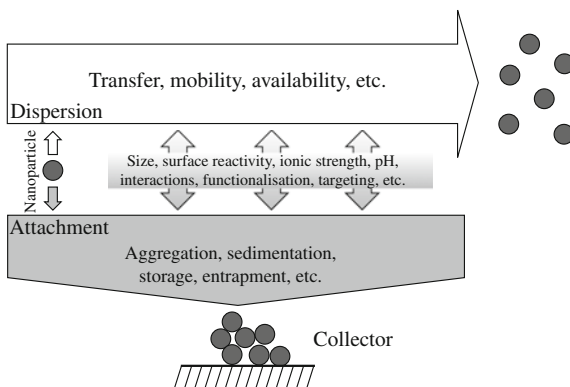 Transfer, mobility, availability, etc.
Dispersion
Nanoparticle
Size, surface reactivity, ionic strength, pH,
interactions, functionalisation, targeting, etc.
Attachment
Aggregation, sedimentation,
storage, entrapment, etc.
Collector